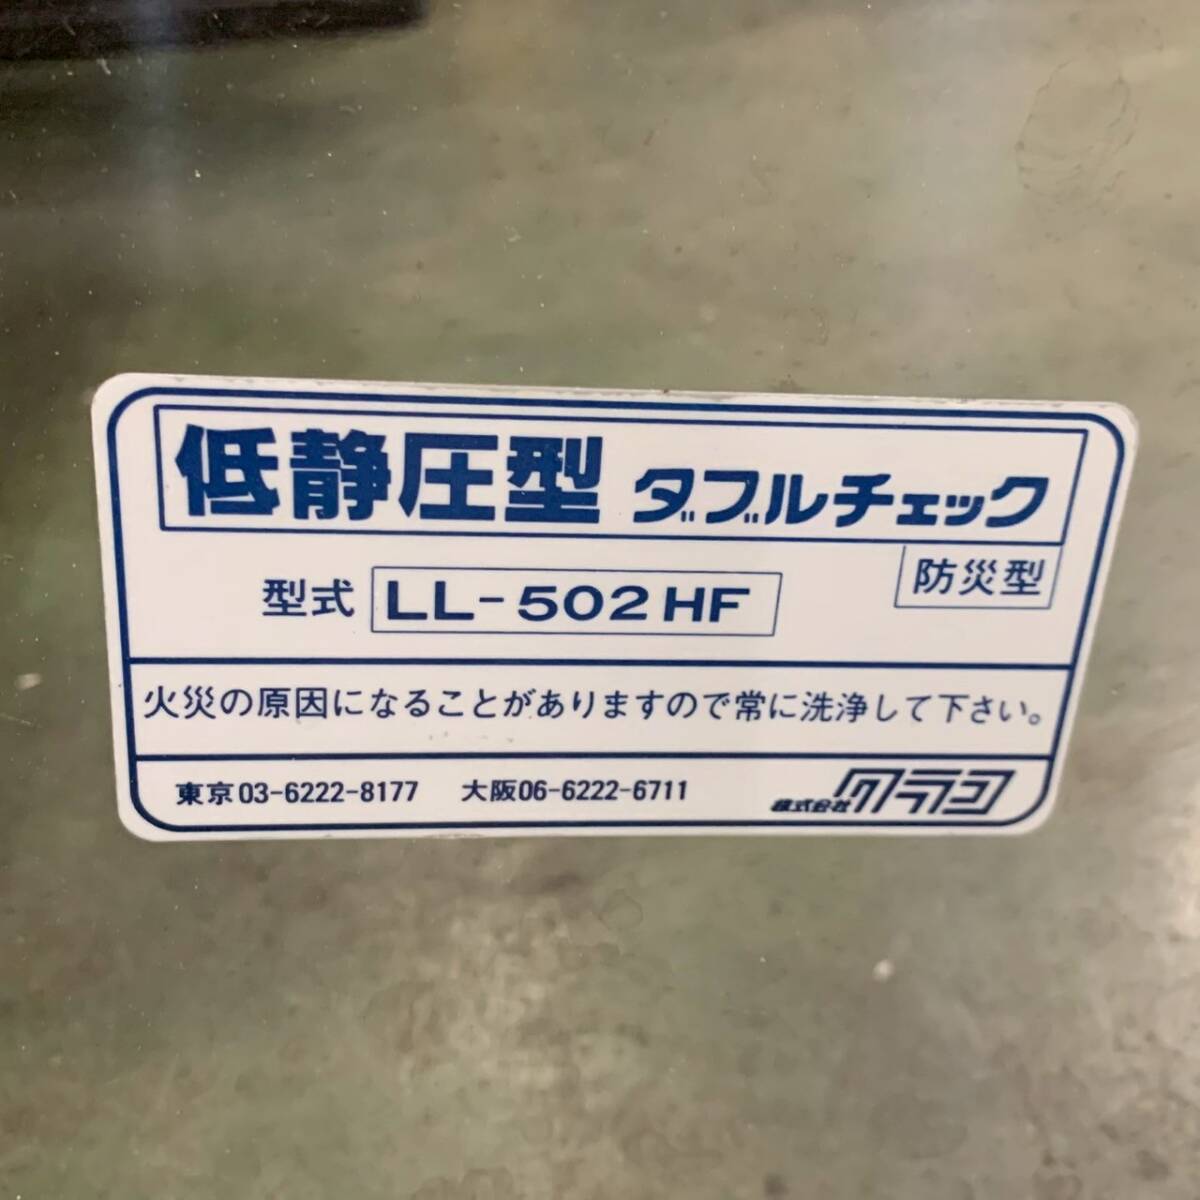 低静圧型 ダブルチェック
防災型
型式 LL-502HF
火災の原因になることがありますので常に洗浄して下さい。
東京03-6222-8177 大阪06-6222-6711 株式会社クラコ